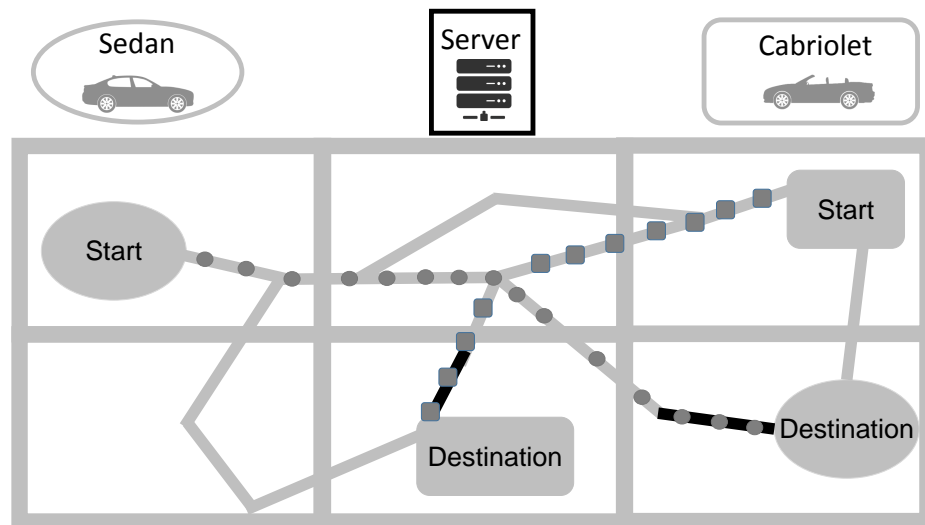 Sedan
Server
Cabriolet
Start
Start
Destination
Destination